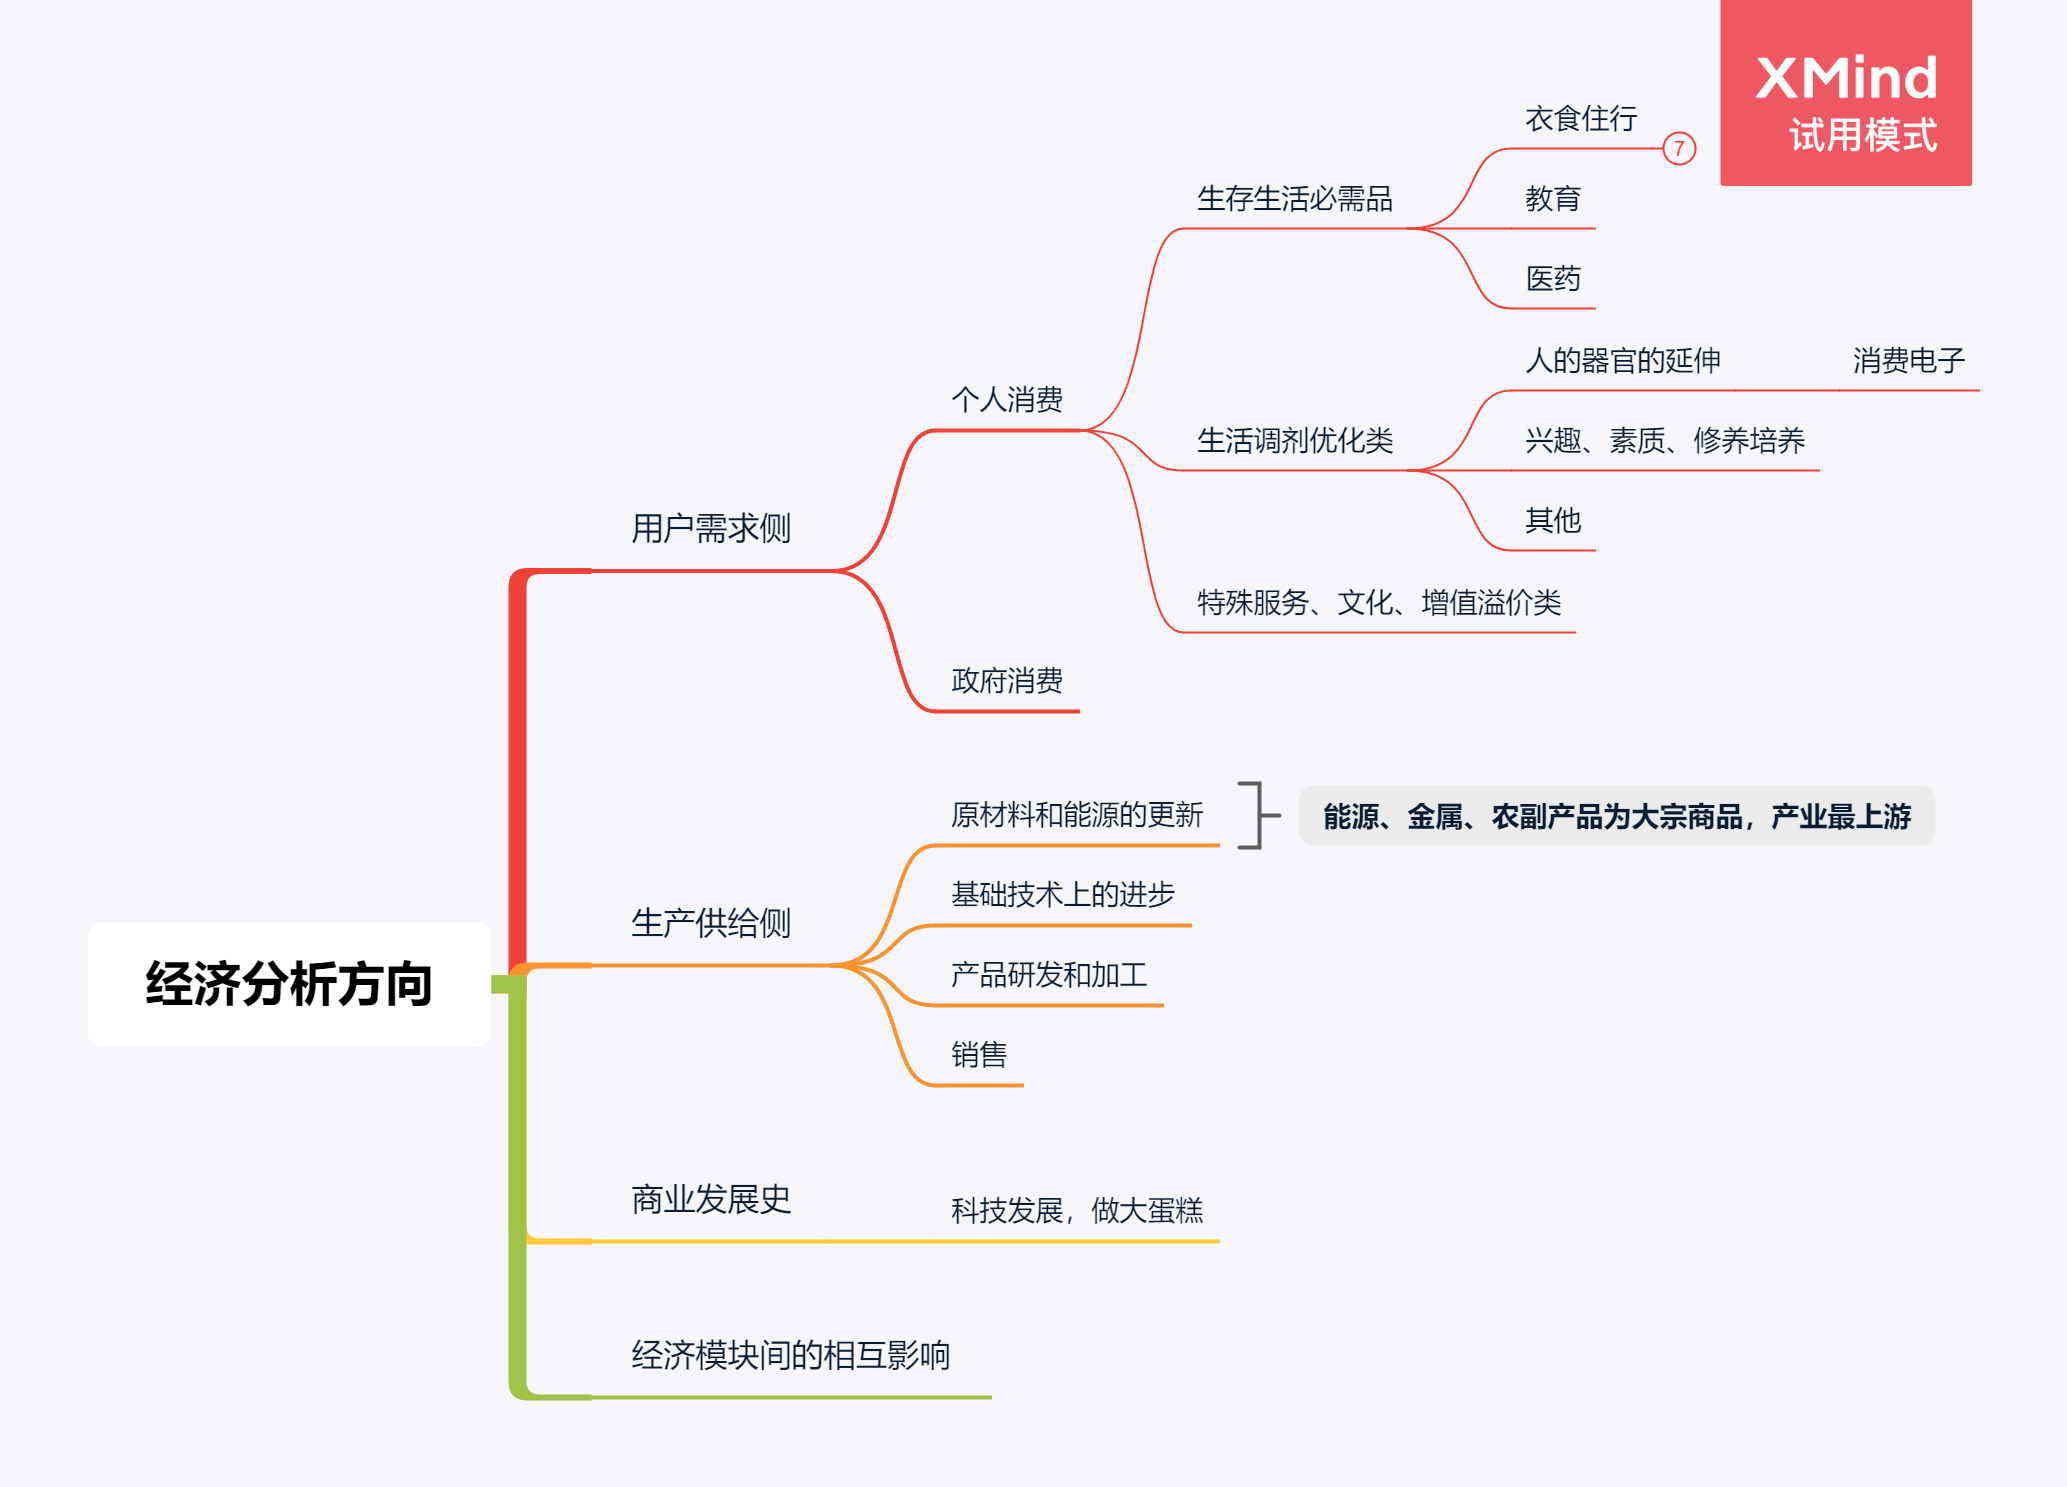 XMind
试用模式
衣食住行
7
生存生活必需品
教育
医药
人的器官的延伸
消费电子
个人消费
生活调剂优化类
兴趣、素质、修养培养
用户需求侧
其他
特殊服务、文化、增值溢价类
政府消费
原材料和能源的更新
能源、金属、农副产品为大宗商品，产业最上游
基础技术上的进步
生产供给侧
产品研发和加工
经济分析方向
销售
商业发展史
科技发展，做大蛋糕
经济模块间的相互影响